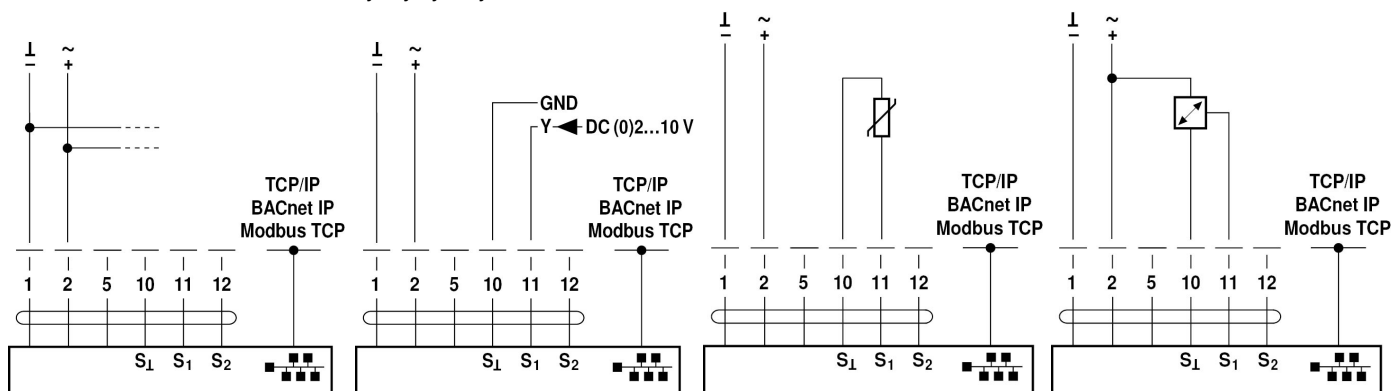 ⊥ ~
− +
TCP/IP
BACnet IP
Modbus TCP
1 2 5 10 11 12
S⊥ S1 S2
⊥ ~
− +
GND
Y DC (0)2...10 V
TCP/IP
BACnet IP
Modbus TCP
1 2 5 10 11 12
S⊥ S1 S2
⊥ ~
− +
TCP/IP
BACnet IP
Modbus TCP
1 2 5 10 11 12
S⊥ S1 S2
⊥ ~
− +
TCP/IP
BACnet IP
Modbus TCP
1 2 5 10 11 12
S⊥ S1 S2